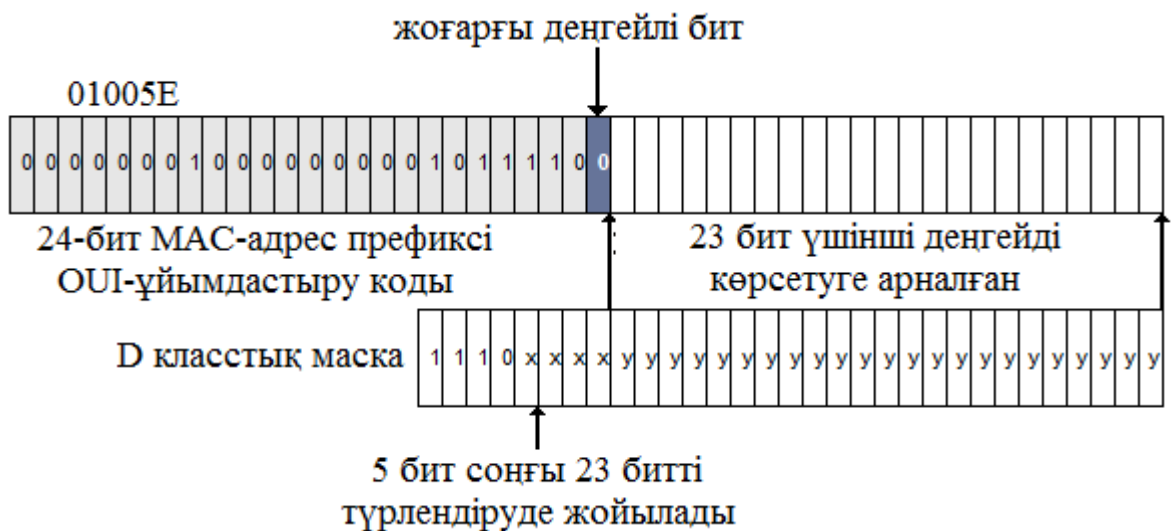 жоғарғы деңгейлі бит
01005E
0 0 0 0 0 0 0 1 0 0 0 0 0 0 0 0 0 1 0 1 1 1 1 0 0
24-бит MAC-адрес префиксі
OUI-ұйымдастыру коды
23 бит үшінші деңгейді
көрсетуге арналған
D класстық маска
1 1 1 0 x x x x y y y y y y y y y y y y y y y y y y y y y y y
5 бит соңғы 23 битті
түрлендіруде жойылады